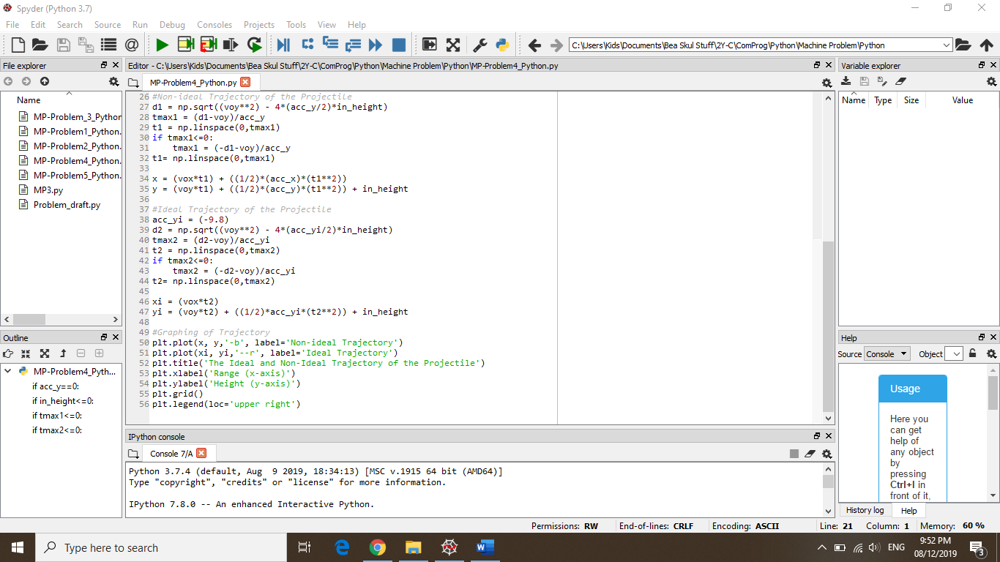 Spyder (Python 3.7)
File Edit Search Source Run Debug Consoles Projects Tools View Help
C:\Users\Kids\Documents\Bea Skul Stuff\2Y-C\ComProg\Python\Machine Problem\Python
File explorer
Name
MP-Problem_3_Python
MP-Problem1_Python.
MP-Problem2_Python.
MP-Problem4_Python.
MP-Problem5_Python.
MP3.py
Problem_draft.py
Outline
MP-Problem4_Pyth...
if acc_y==0:
if in_height<=0:
if tmax1<=0:
if tmax2<=0:
Editor - C:\Users\Kids\Documents\Bea Skul Stuff\2Y-C\ComProg\Python\Machine Problem\Python\MP-Problem4_Python.py
MP-Problem4_Python.py
26 #Non-ideal Trajectory of the Projectile
27 d1 = np.sqrt((voy**2) - 4*(acc_y/2)*in_height)
28 tmax1 = (d1-voy)/acc_y
29 t1 = np.linspace(0,tmax1)
30 if tmax1<=0:
31     tmax1 = (-d1-voy)/acc_y
32 t1= np.linspace(0,tmax1)
33
34 x = (vox*t1) + ((1/2)*(acc_x)*(t1**2))
35 y = (voy*t1) + ((1/2)*(acc_y)*(t1**2)) + in_height
36
37 #Ideal Trajectory of the Projectile
38 acc_yi = (-9.8)
39 d2 = np.sqrt((voy**2) - 4*(acc_yi/2)*in_height)
40 tmax2 = (d2-voy)/acc_yi
41 t2 = np.linspace(0,tmax2)
42 if tmax2<=0:
43     tmax2 = (-d2-voy)/acc_yi
44 t2= np.linspace(0,tmax2)
45
46 xi = (vox*t2)
47 yi = (voy*t2) + ((1/2)*acc_yi*(t2**2)) + in_height
48
49 #Graphing of Trajectory
50 plt.plot(x, y,'-b', label='Non-ideal Trajectory')
51 plt.plot(xi, yi,'--r', label='Ideal Trajectory')
52 plt.title('The Ideal and Non-Ideal Trajectory of the Projectile')
53 plt.xlabel('Range (x-axis)')
54 plt.ylabel('Height (y-axis)')
55 plt.grid()
56 plt.legend(loc='upper right')
IPython console
Console 7/A
Python 3.7.4 (default, Aug  9 2019, 18:34:13) [MSC v.1915 64 bit (AMD64)]
Type "copyright", "credits" or "license" for more information.
IPython 7.8.0 -- An enhanced Interactive Python.
Variable explorer
Name Type Size Value
Help
Source Console Object
Usage
Here you
can get
help of
any object
by
pressing
Ctrl+I in
front of it,
History log Help
Permissions: RW End-of-lines: CRLF Encoding: ASCII Line: 21 Column: 1 Memory: 60 %
Type here to search
ENG
9:52 PM
08/12/2019
3